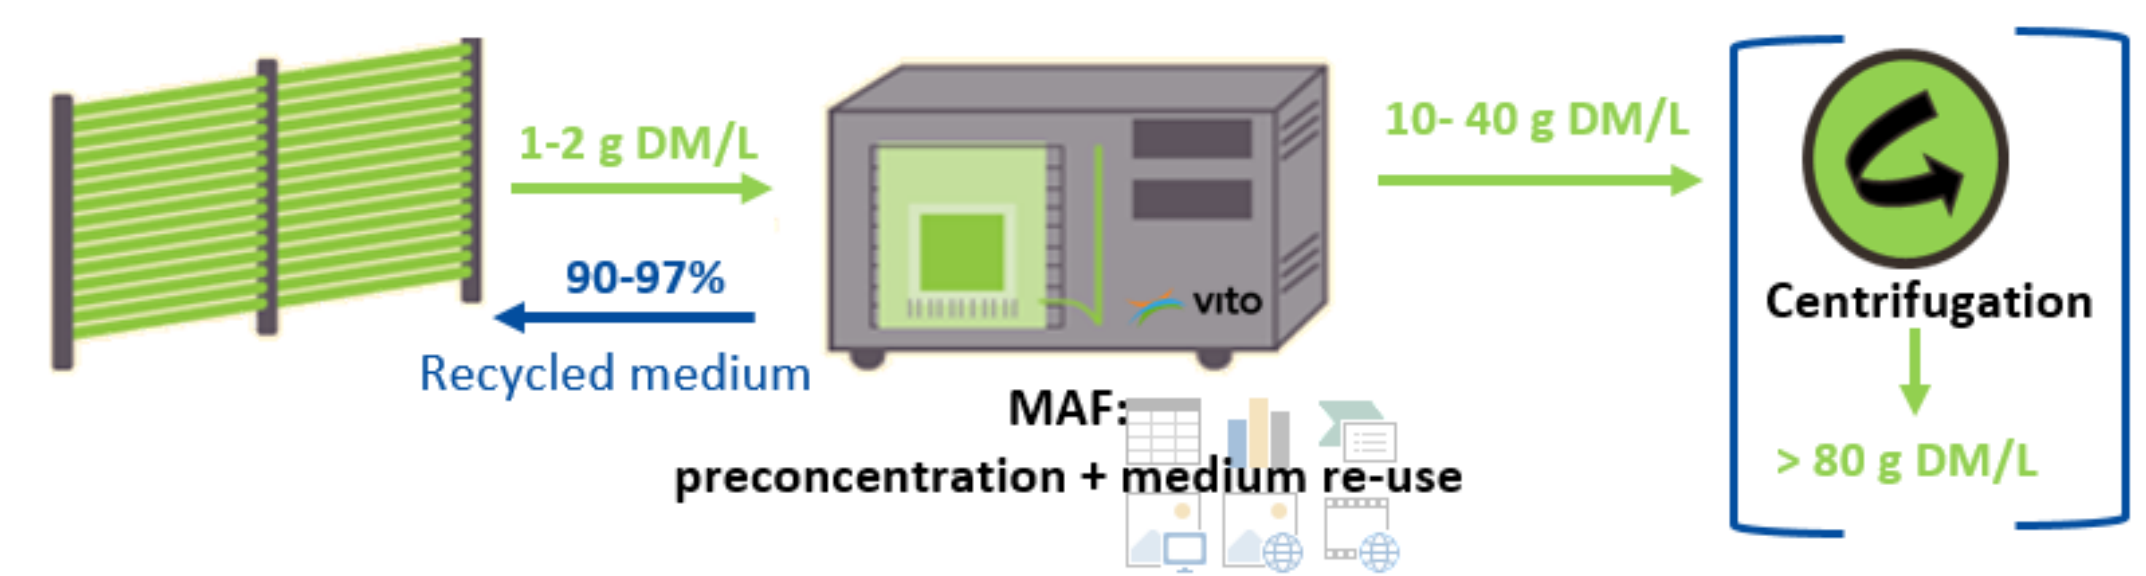 1-2 g DM/L
90-97%
Recycled medium
vito
MAF:
preconcentration + medium re-use
10- 40 g DM/L
Centrifugation
> 80 g DM/L